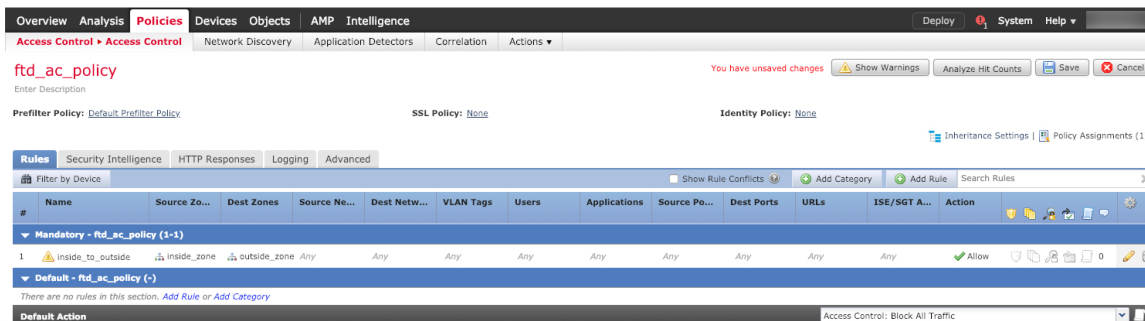 Overview Analysis Policies Devices Objects AMP Intelligence Deploy 1 System Help
Access Control ▸ Access Control Network Discovery Application Detectors Correlation Actions
ftd_ac_policy You have unsaved changes Show Warnings Analyze Hit Counts Save Cancel
Enter Description
Prefilter Policy: Default Prefilter Policy SSL Policy: None Identity Policy: None
Inheritance Settings | Policy Assignments (1
Rules Security Intelligence HTTP Responses Logging Advanced
Filter by Device Show Rule Conflicts Add Category Add Rule Search Rules
# Name Source Zo... Dest Zones Source Ne... Dest Netw... VLAN Tags Users Applications Source Po... Dest Ports URLs ISE/SGT A... Action
Mandatory - ftd_ac_policy (1-1)
1 inside_to_outside inside_zone outside_zone Any Any Any Any Any Any Any Any Any Allow 0
Default - ftd_ac_policy (-)
There are no rules in this section. Add Rule or Add Category
Default Action Access Control: Block All Traffic